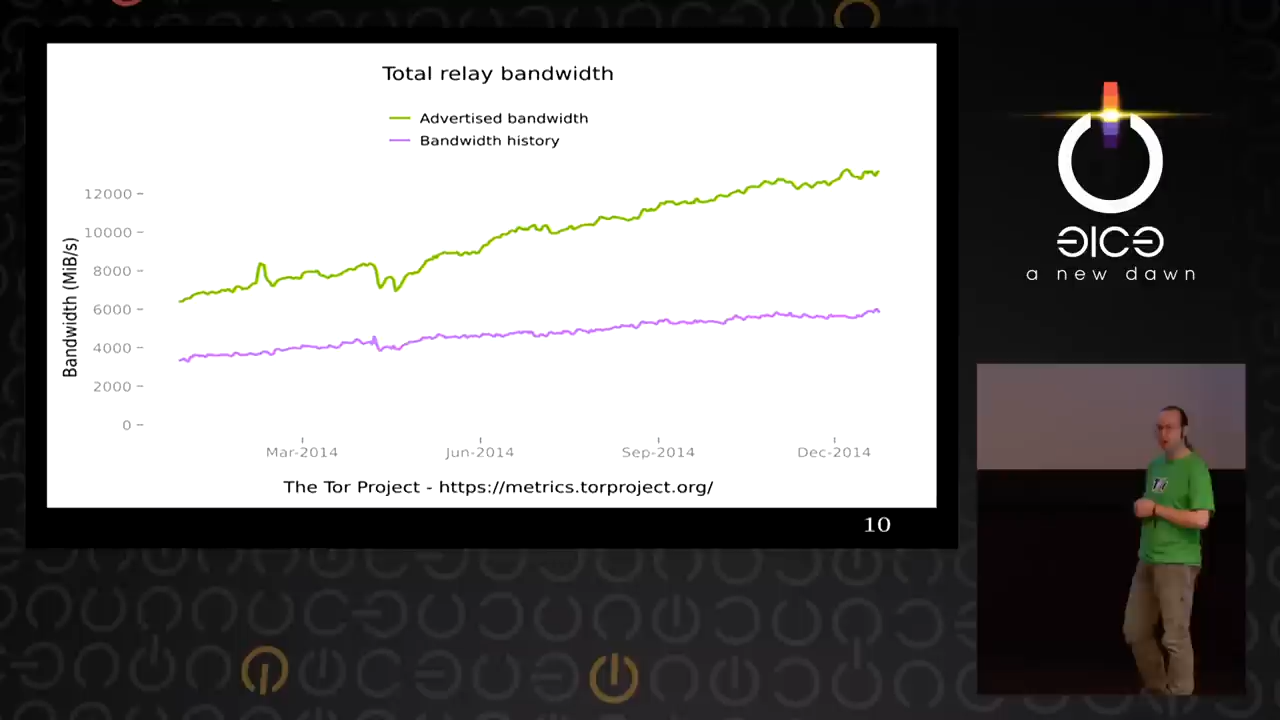 Total relay bandwidth
Advertised bandwidth
Bandwidth history
Bandwidth (MiB/s)
12000
10000
8000
6000
4000
2000
0
Mar-2014
Jun-2014
Sep-2014
Dec-2014
The Tor Project - https://metrics.torproject.org/
10
a new dawn